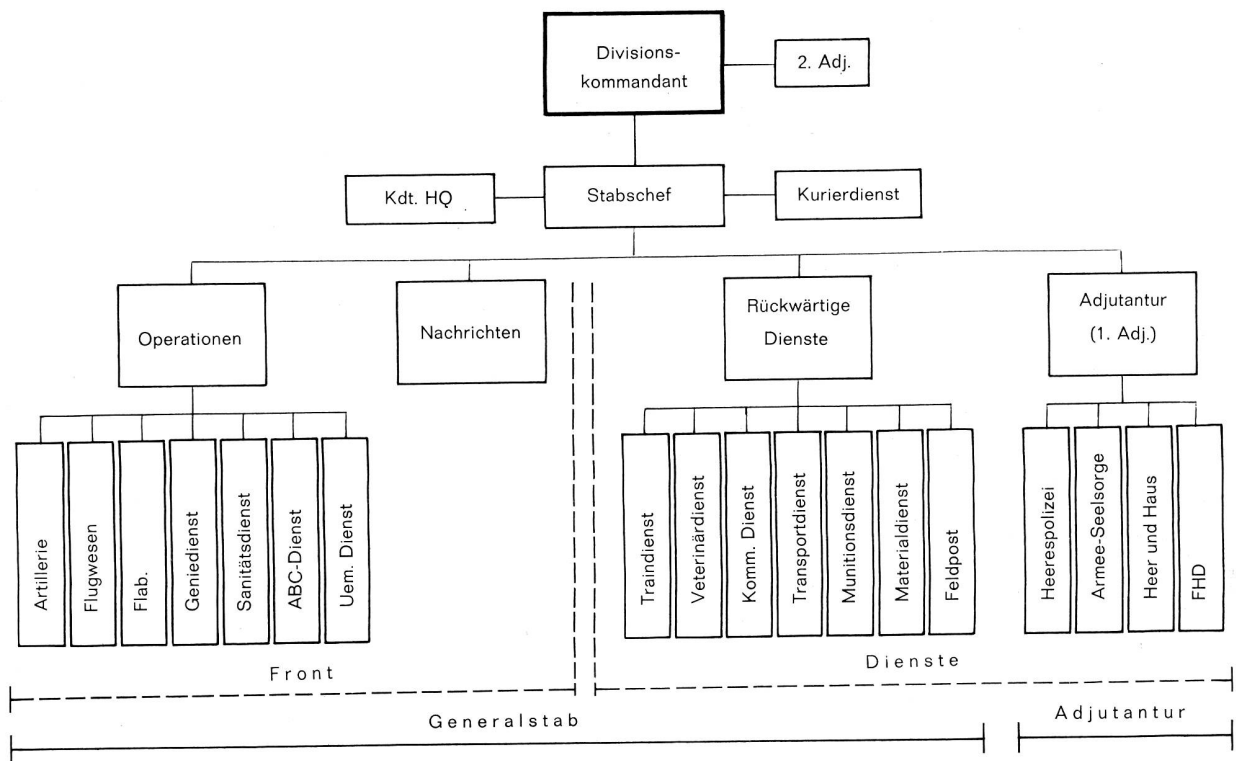 Divisions-
kommandant
2. Adj.
Kdt. HQ
Stabschef
Kurierdienst
Operationen
Nachrichten
Rückwärtige
Dienste
Adjutantur
(1. Adj.)
Artillerie
Flugwesen
Flab.
Geniedienst
Sanitätsdienst
ABC-Dienst
Uem. Dienst
Traindienst
Veterinärdienst
Komm. Dienst
Transportdienst
Munitionsdienst
Materialdienst
Feldpost
Heerespolizei
Armee-Seelsorge
Heer und Haus
FHD
Front
Dienste
Generalstab
Adjutantur